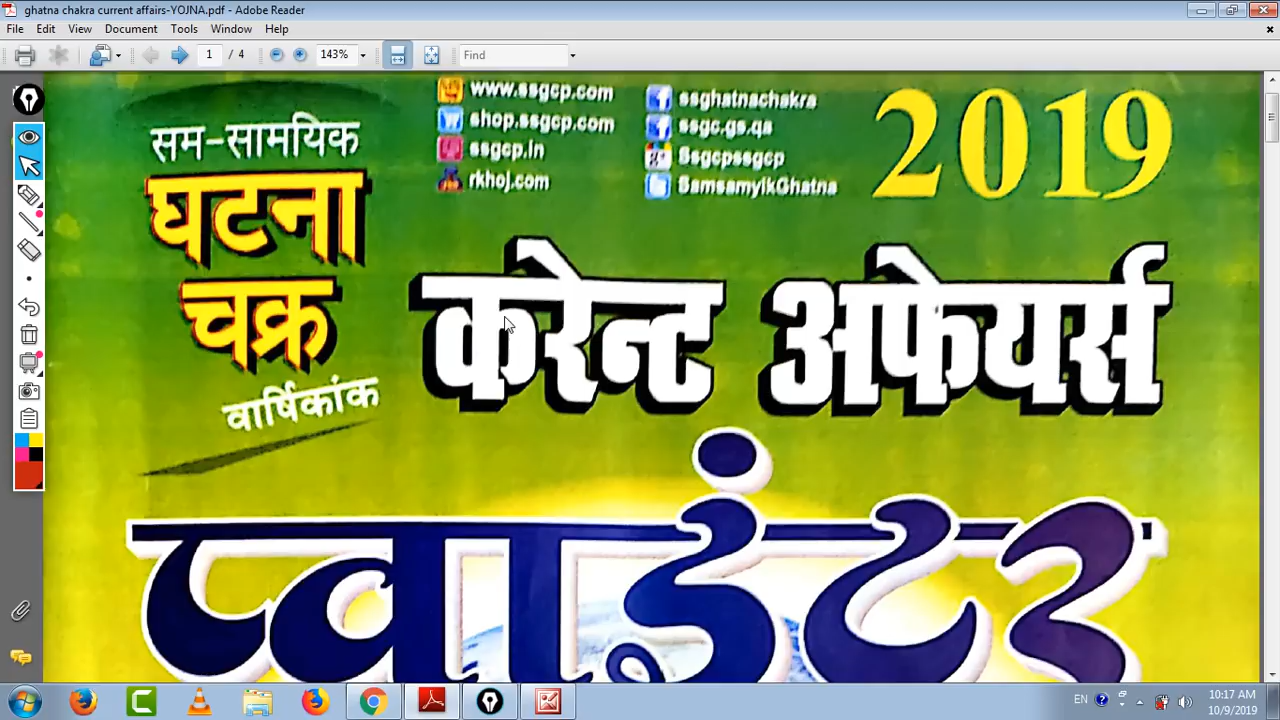 ghatna chakra current affairs-YOJNA.pdf - Adobe Reader
File Edit View Document Tools Window Help
1 / 4 143% Find
सम-सामयिक
घटना
चक्र
वार्षिकांक
www.ssgcp.com
shop.ssgcp.com
ssgcp.in
rkhoj.com
ssghatnachakra
ssgc.gs.qa
Ssgcpssgcp
SamsamyikGhatna
2019
करेन्ट अफेयर्स
प्वाइंटर
EN
10:17 AM
10/9/2019